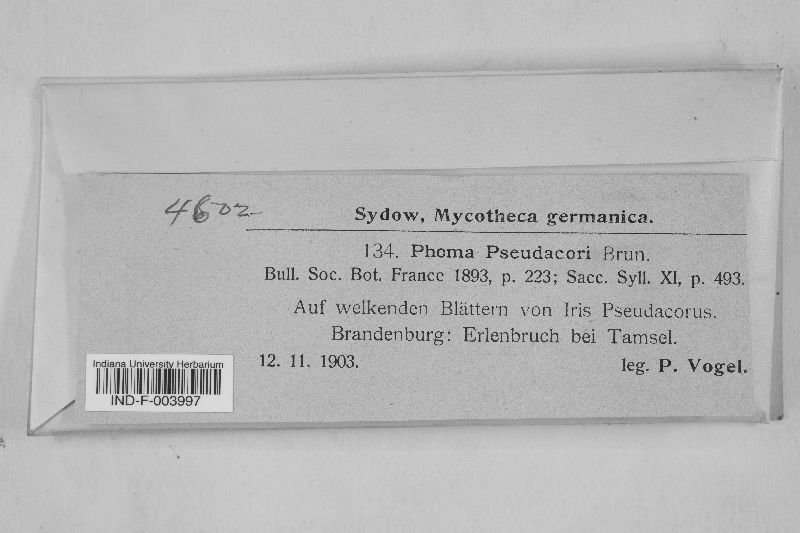 4802
Sydow, Mycotheca germanica.
134. Phoma Pseudacori Brun.
Bull. Soc. Bot. France 1893, p. 223; Sacc. Syll. XI, p. 493.
Auf welkenden Blättern von Iris Pseudacorus.
Brandenburg: Erlenbruch bei Tamsel.
12. 11. 1903. leg. P. Vogel.
Indiana University Herbarium
IND-F-003997